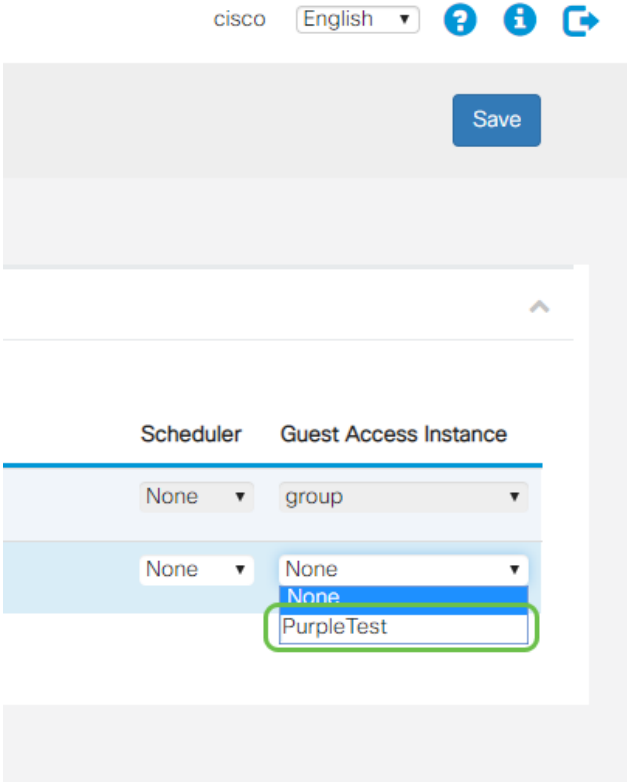 cisco English
Save
Scheduler Guest Access Instance
None group
None None
None
PurpleTest